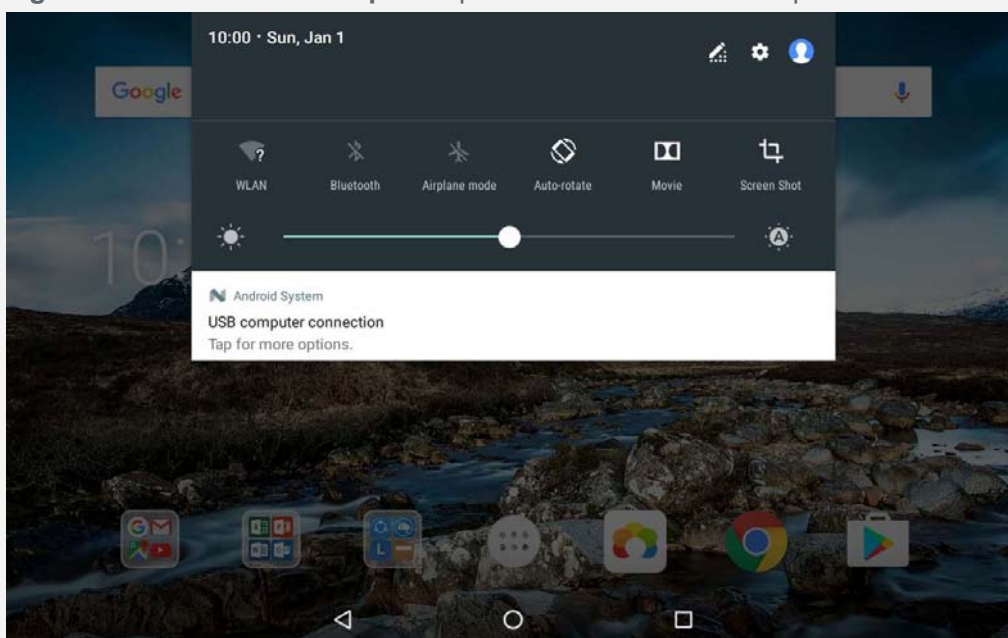 10:00 · Sun, Jan 1
Google
?
WLAN
Bluetooth
Airplane mode
Auto-rotate
Movie
Screen Shot
A
10:
N Android System
USB computer connection
Tap for more options.
G M
L